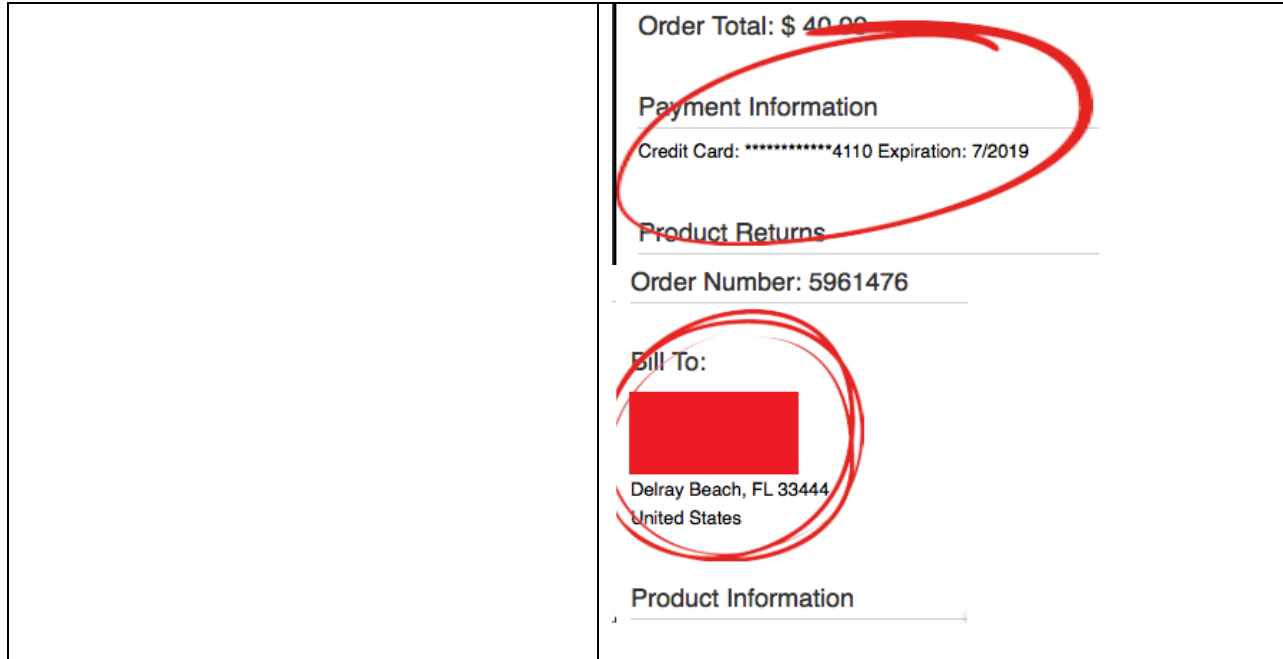 Order Total: $ 40.99
Payment Information
Credit Card: ************4110 Expiration: 7/2019
Product Returns
Order Number: 5961476
Bill To:
Delray Beach, FL 33444
United States
Product Information